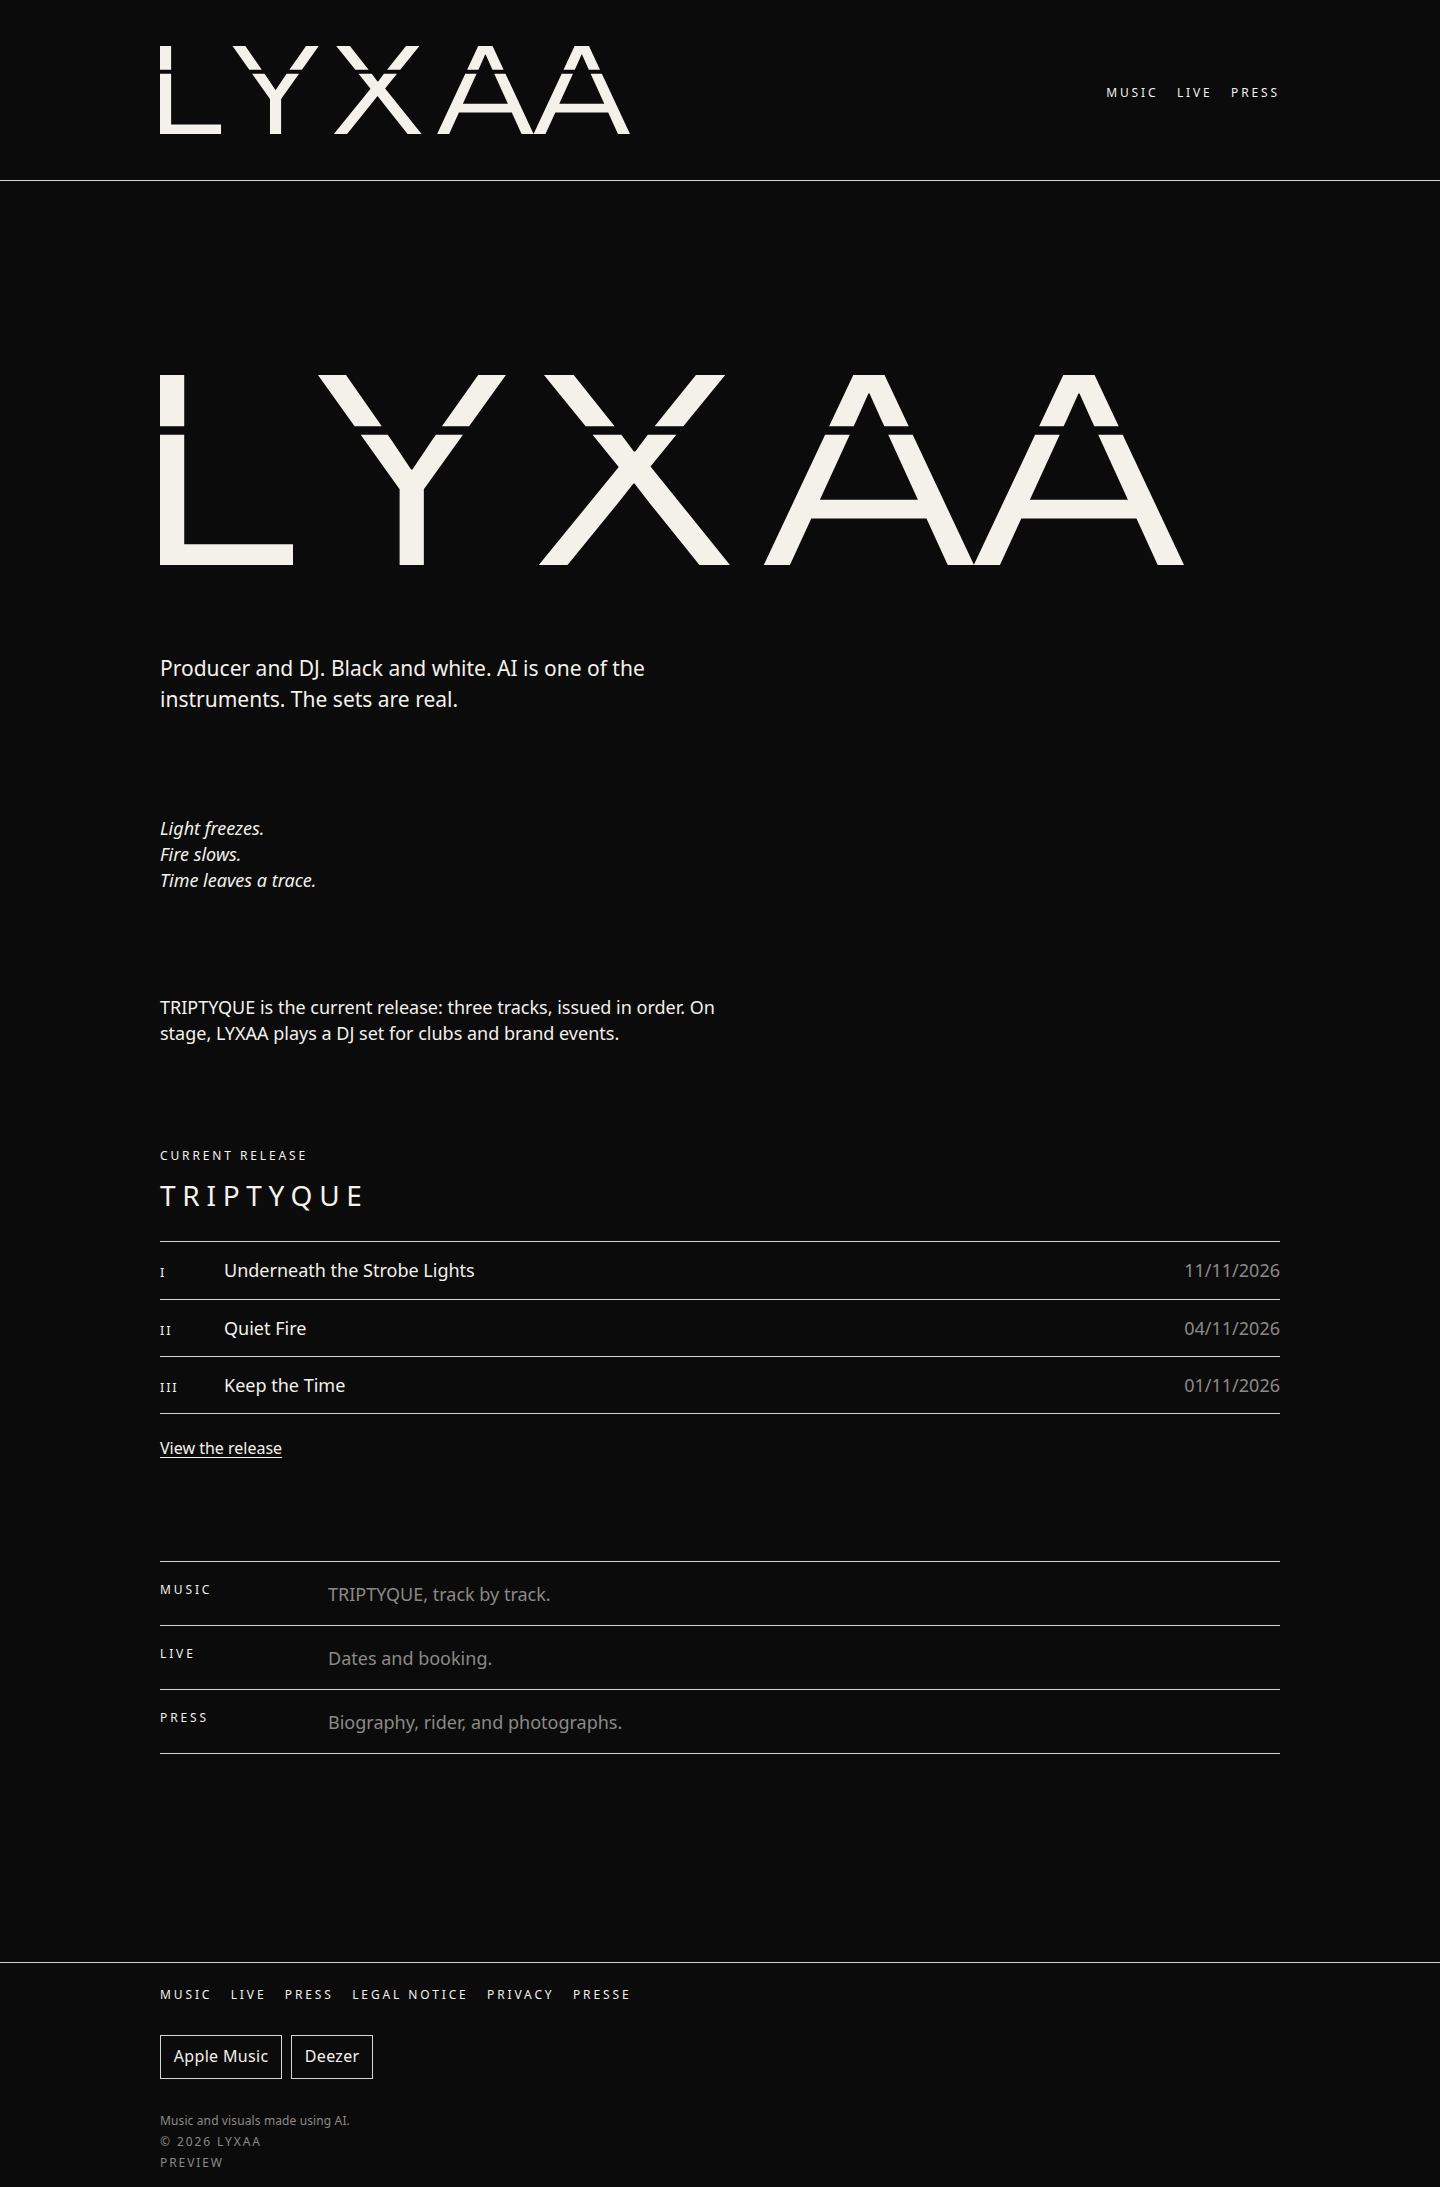 LYXAA
MUSIC LIVE PRESS
LYXAA
Producer and DJ. Black and white. AI is one of the
instruments. The sets are real.
Light freezes.
Fire slows.
Time leaves a trace.
TRIPTYQUE is the current release: three tracks, issued in order. On
stage, LYXAA plays a DJ set for clubs and brand events.
CURRENT RELEASE
TRIPTYQUE
I Underneath the Strobe Lights 11/11/2026
II Quiet Fire 04/11/2026
III Keep the Time 01/11/2026
View the release
MUSIC TRIPTYQUE, track by track.
LIVE Dates and booking.
PRESS Biography, rider, and photographs.
MUSIC LIVE PRESS LEGAL NOTICE PRIVACY PRESSE
Apple Music Deezer
Music and visuals made using AI.
© 2026 LYXAA
PREVIEW